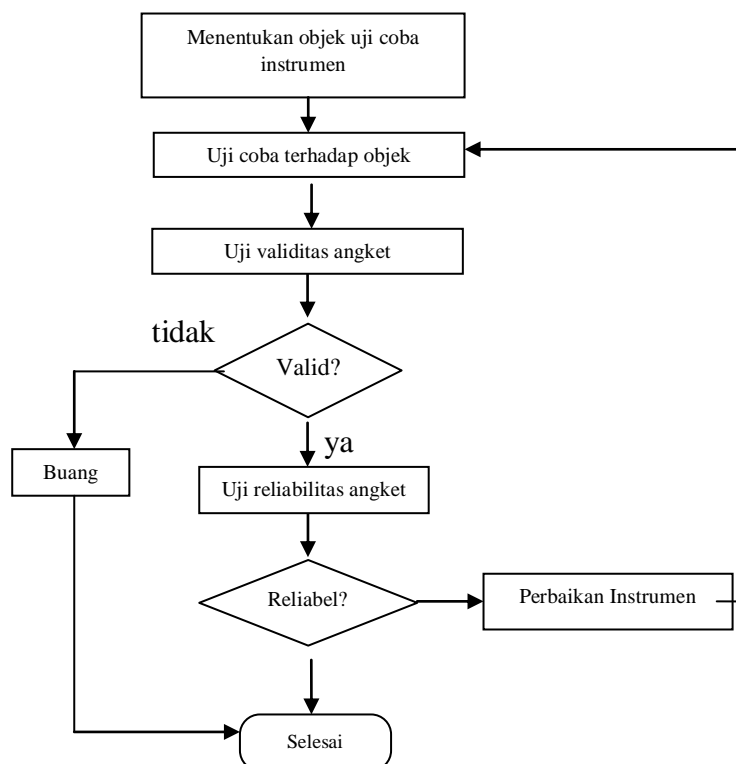 Menentukan objek uji coba
instrumen
Uji coba terhadap objek
Uji validitas angket
tidak
Valid?
ya
Buang
Uji reliabilitas angket
Reliabel?
Perbaikan Instrumen
Selesai